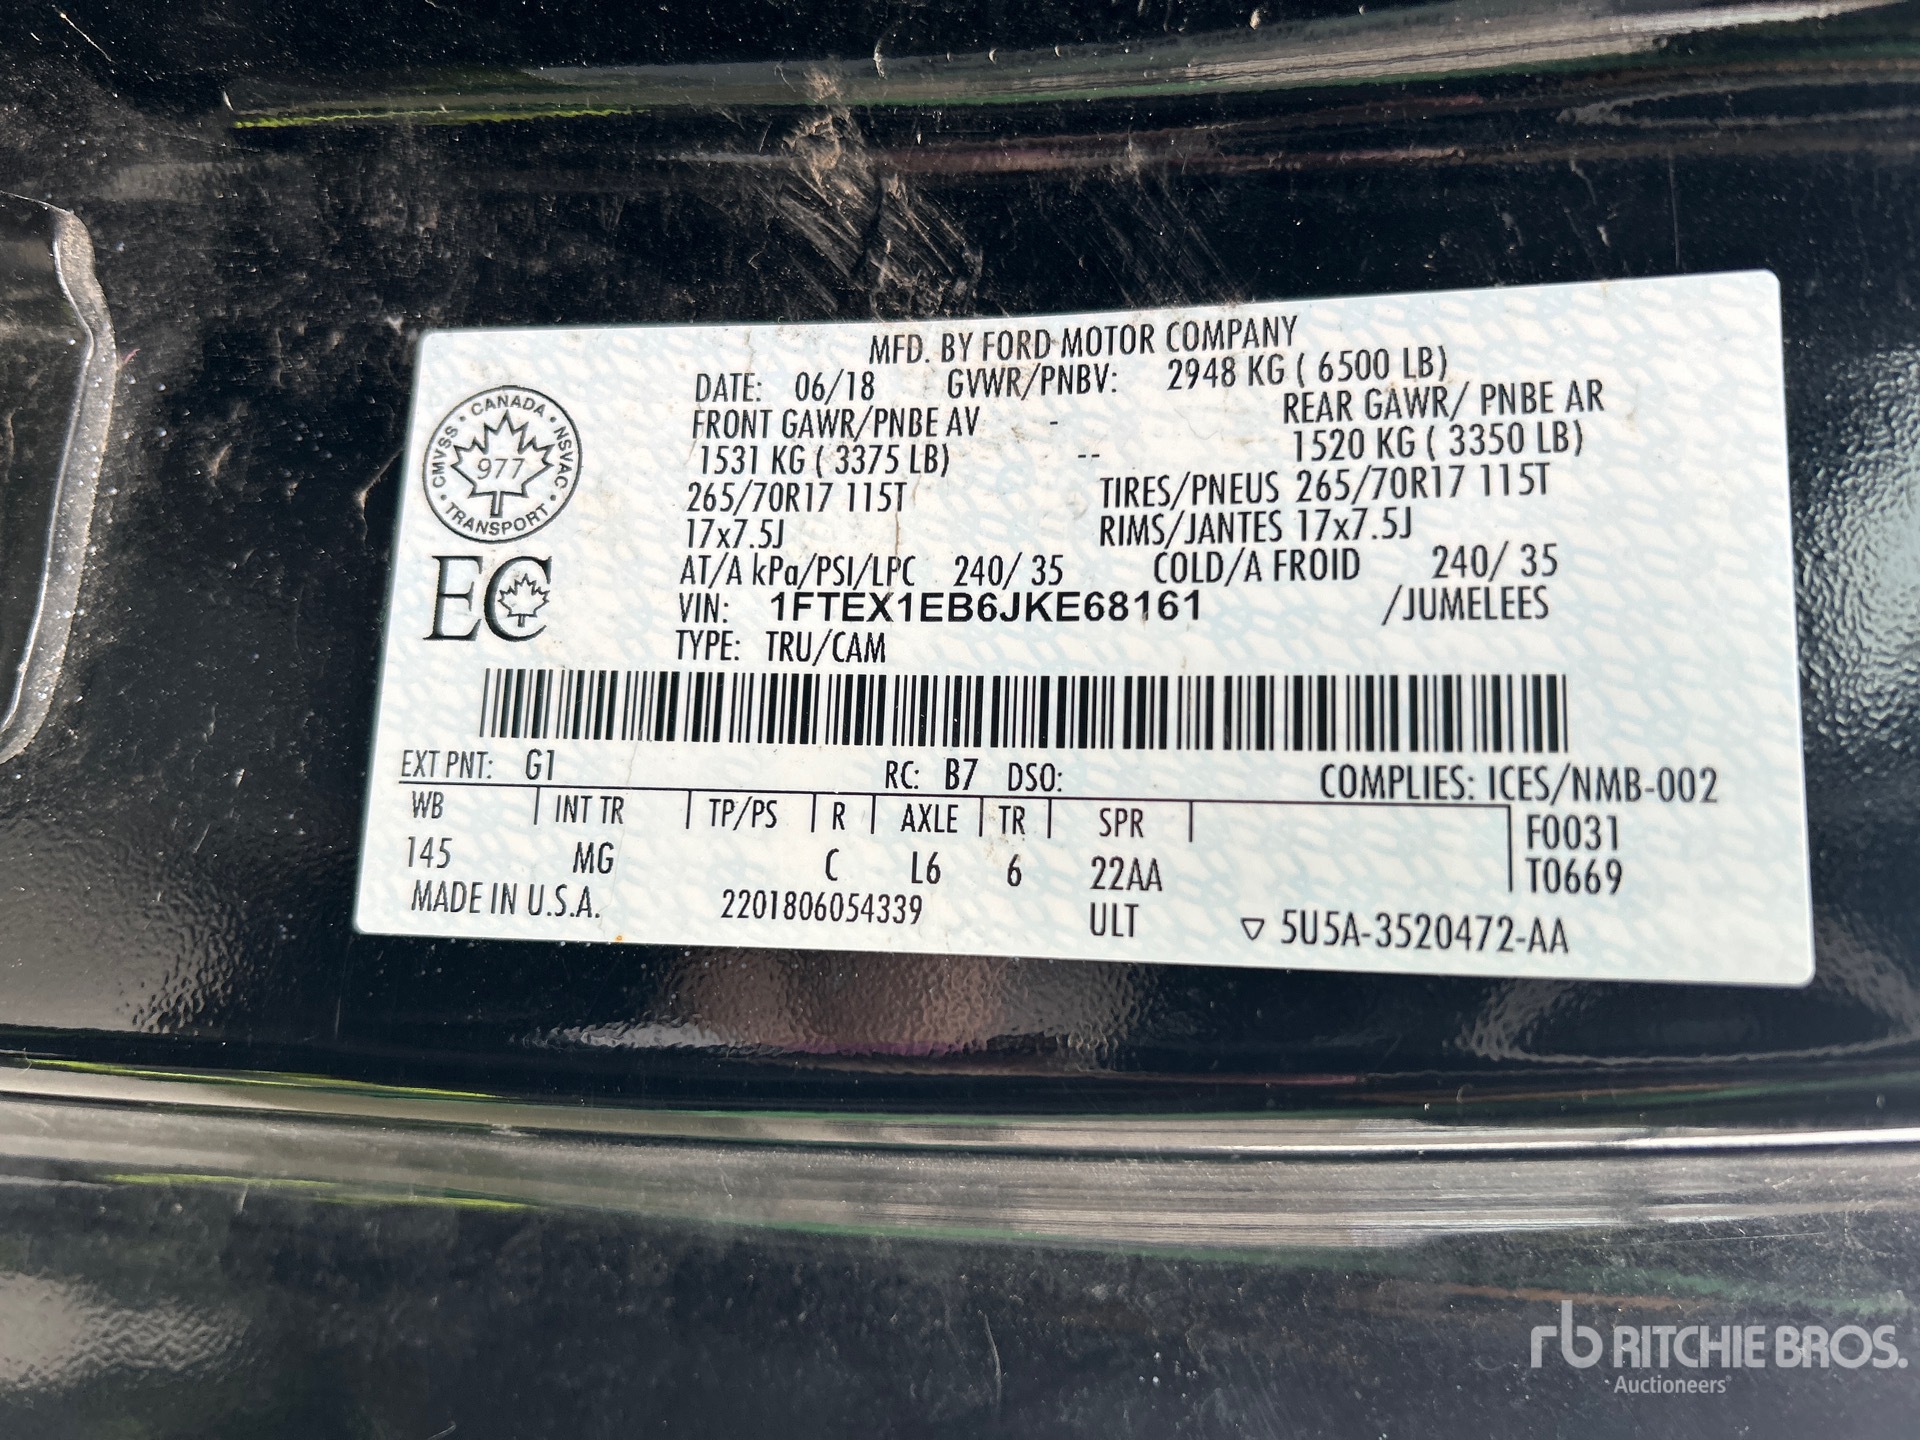 MFD. BY FORD MOTOR COMPANY
DATE: 06/18 GVWR/PNBV: 2948 KG ( 6500 LB)
FRONT GAWR/PNBE AV - REAR GAWR/ PNBE AR
1531 KG ( 3375 LB) -- 1520 KG ( 3350 LB)
265/70R17 115T TIRES/PNEUS 265/70R17 115T
17x7.5J RIMS/JANTES 17x7.5J
AT/A kPa/PSI/LPC 240/ 35 COLD/A FROID 240/ 35
VIN: 1FTEX1EB6JKE68161 /JUMELEES
TYPE: TRU/CAM
CANADA
CMVSS
NSVAC
977
TRANSPORT
EC
EXT PNT: G1 RC: B7 DSO: COMPLIES: ICES/NMB-002
WB INT TR TP/PS R AXLE TR SPR F0031
145 MG C L6 6 22AA T0669
MADE IN U.S.A. 2201806054339 ULT ▽ 5U5A-3520472-AA
rb RITCHIE BROS.
Auctioneers